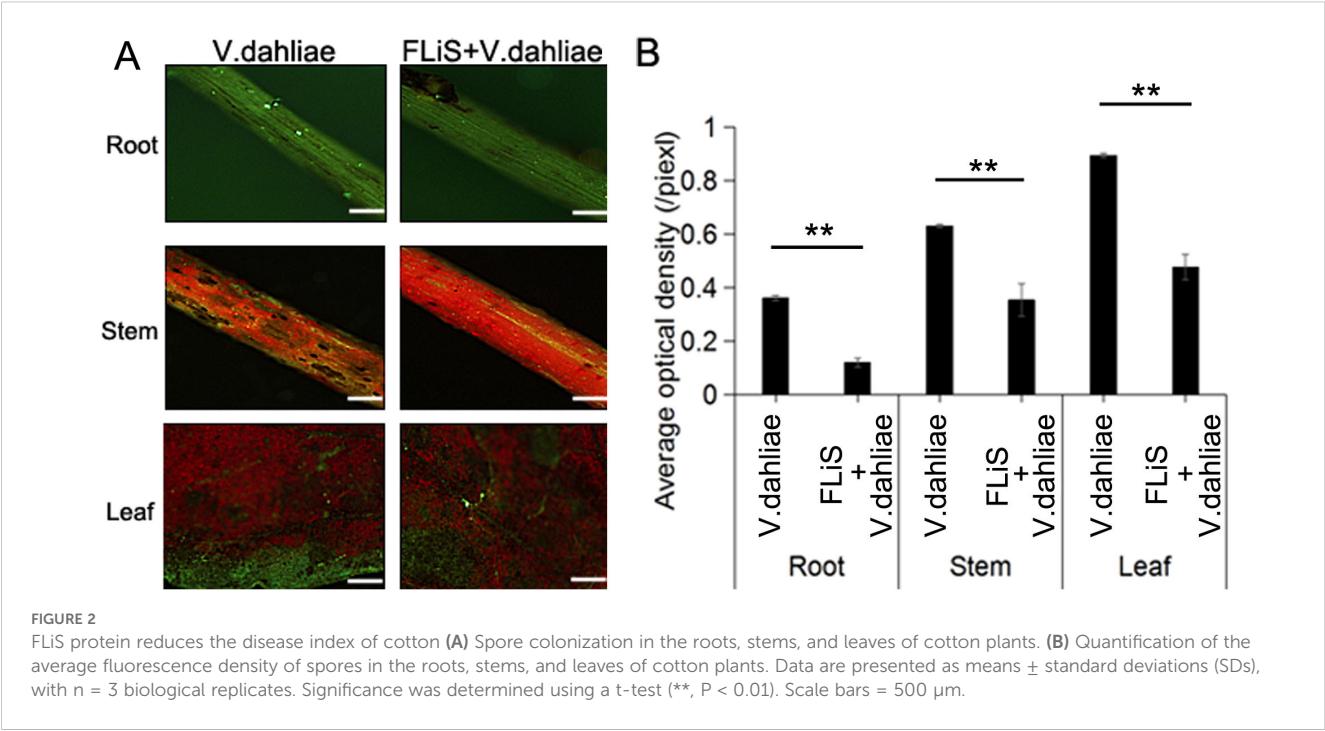 A
V.dahliae
FLiS+V.dahliae
Root
Stem
Leaf
B
Average optical density (/piexl)
1
0.8
0.6
0.4
0.2
0
**
**
**
V.dahliae
FLiS
+
V.dahliae
V.dahliae
FLiS
+
V.dahliae
V.dahliae
FLiS
+
V.dahliae
Root
Stem
Leaf
FIGURE 2
FLiS protein reduces the disease index of cotton (A) Spore colonization in the roots, stems, and leaves of cotton plants. (B) Quantification of the
average fluorescence density of spores in the roots, stems, and leaves of cotton plants. Data are presented as means ± standard deviations (SDs),
with n = 3 biological replicates. Significance was determined using a t-test (**, P < 0.01). Scale bars = 500 µm.